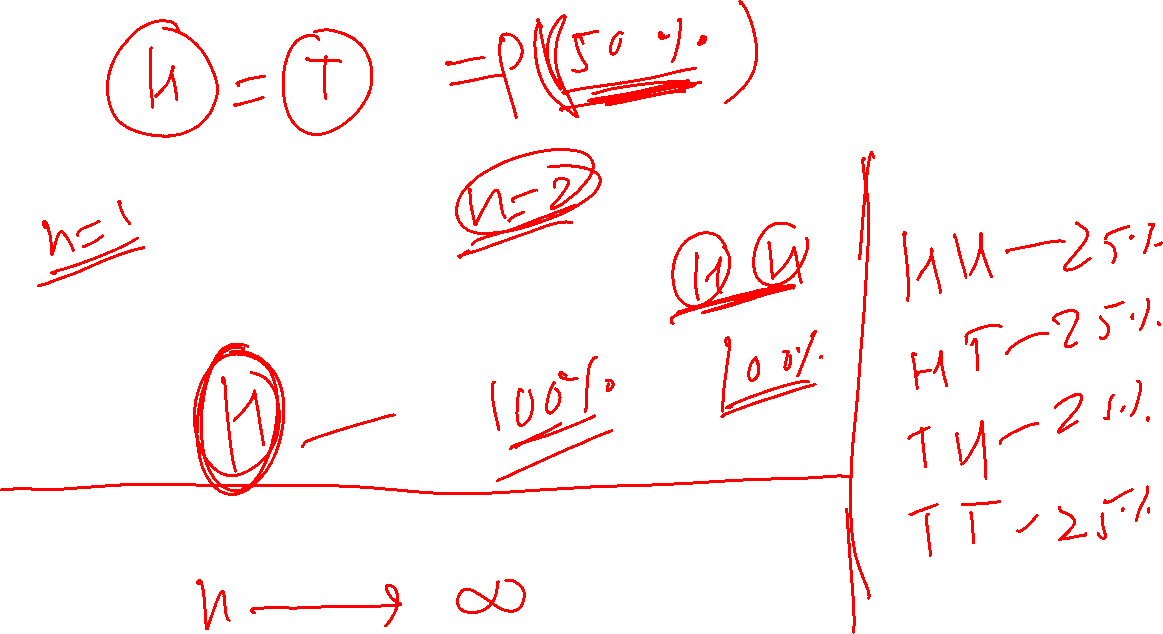 H = T = P(50%)
n=1
n=2
H H
100%
H — 100%
n → ∞
HH — 25%
HT — 25%
TH — 25%
TT — 25%